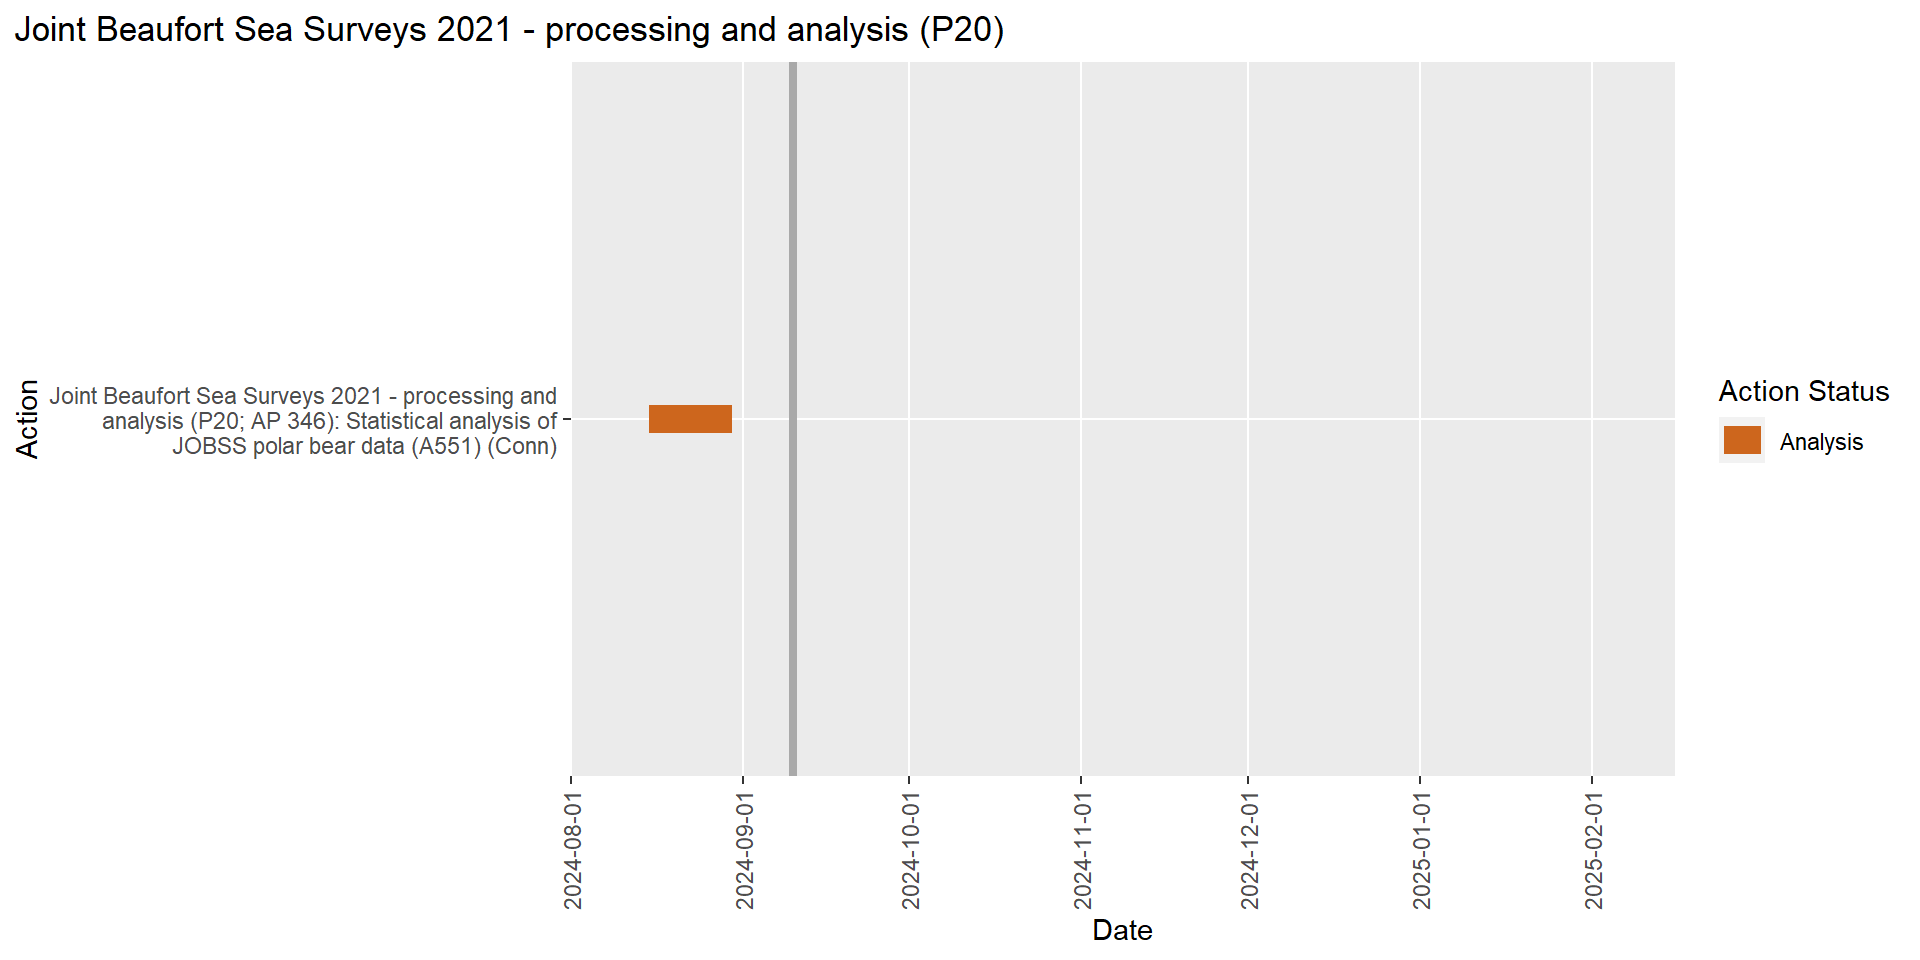 Joint Beaufort Sea Surveys 2021 - processing and analysis (P20)
Action
Joint Beaufort Sea Surveys 2021 - processing and
analysis (P20; AP 346): Statistical analysis of
JOBSS polar bear data (A551) (Conn)
2024-08-01
2024-09-01
2024-10-01
2024-11-01
2024-12-01
2025-01-01
2025-02-01
Date
Action Status
Analysis